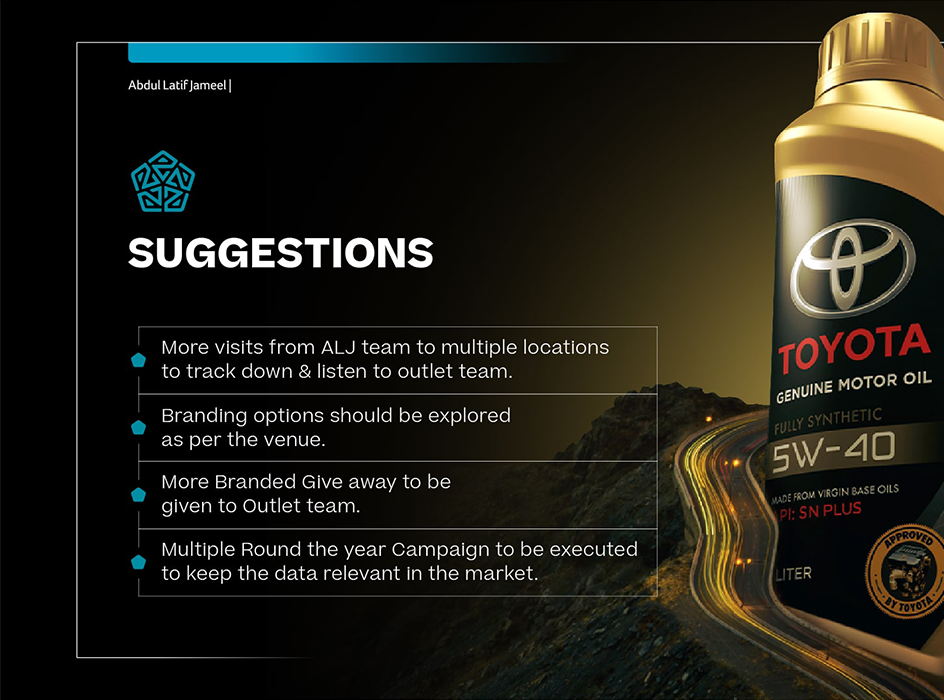 Abdul Latif Jameel |
SUGGESTIONS
More visits from ALJ team to multiple locations
to track down & listen to outlet team.
Branding options should be explored
as per the venue.
More Branded Give away to be
given to Outlet team.
Multiple Round the year Campaign to be executed
to keep the data relevant in the market.
TOYOTA
GENUINE MOTOR OIL
FULLY SYNTHETIC
5W-40
MADE FROM VIRGIN BASE OILS
API: SN PLUS
LITER
APPROVED
BY TOYOTA